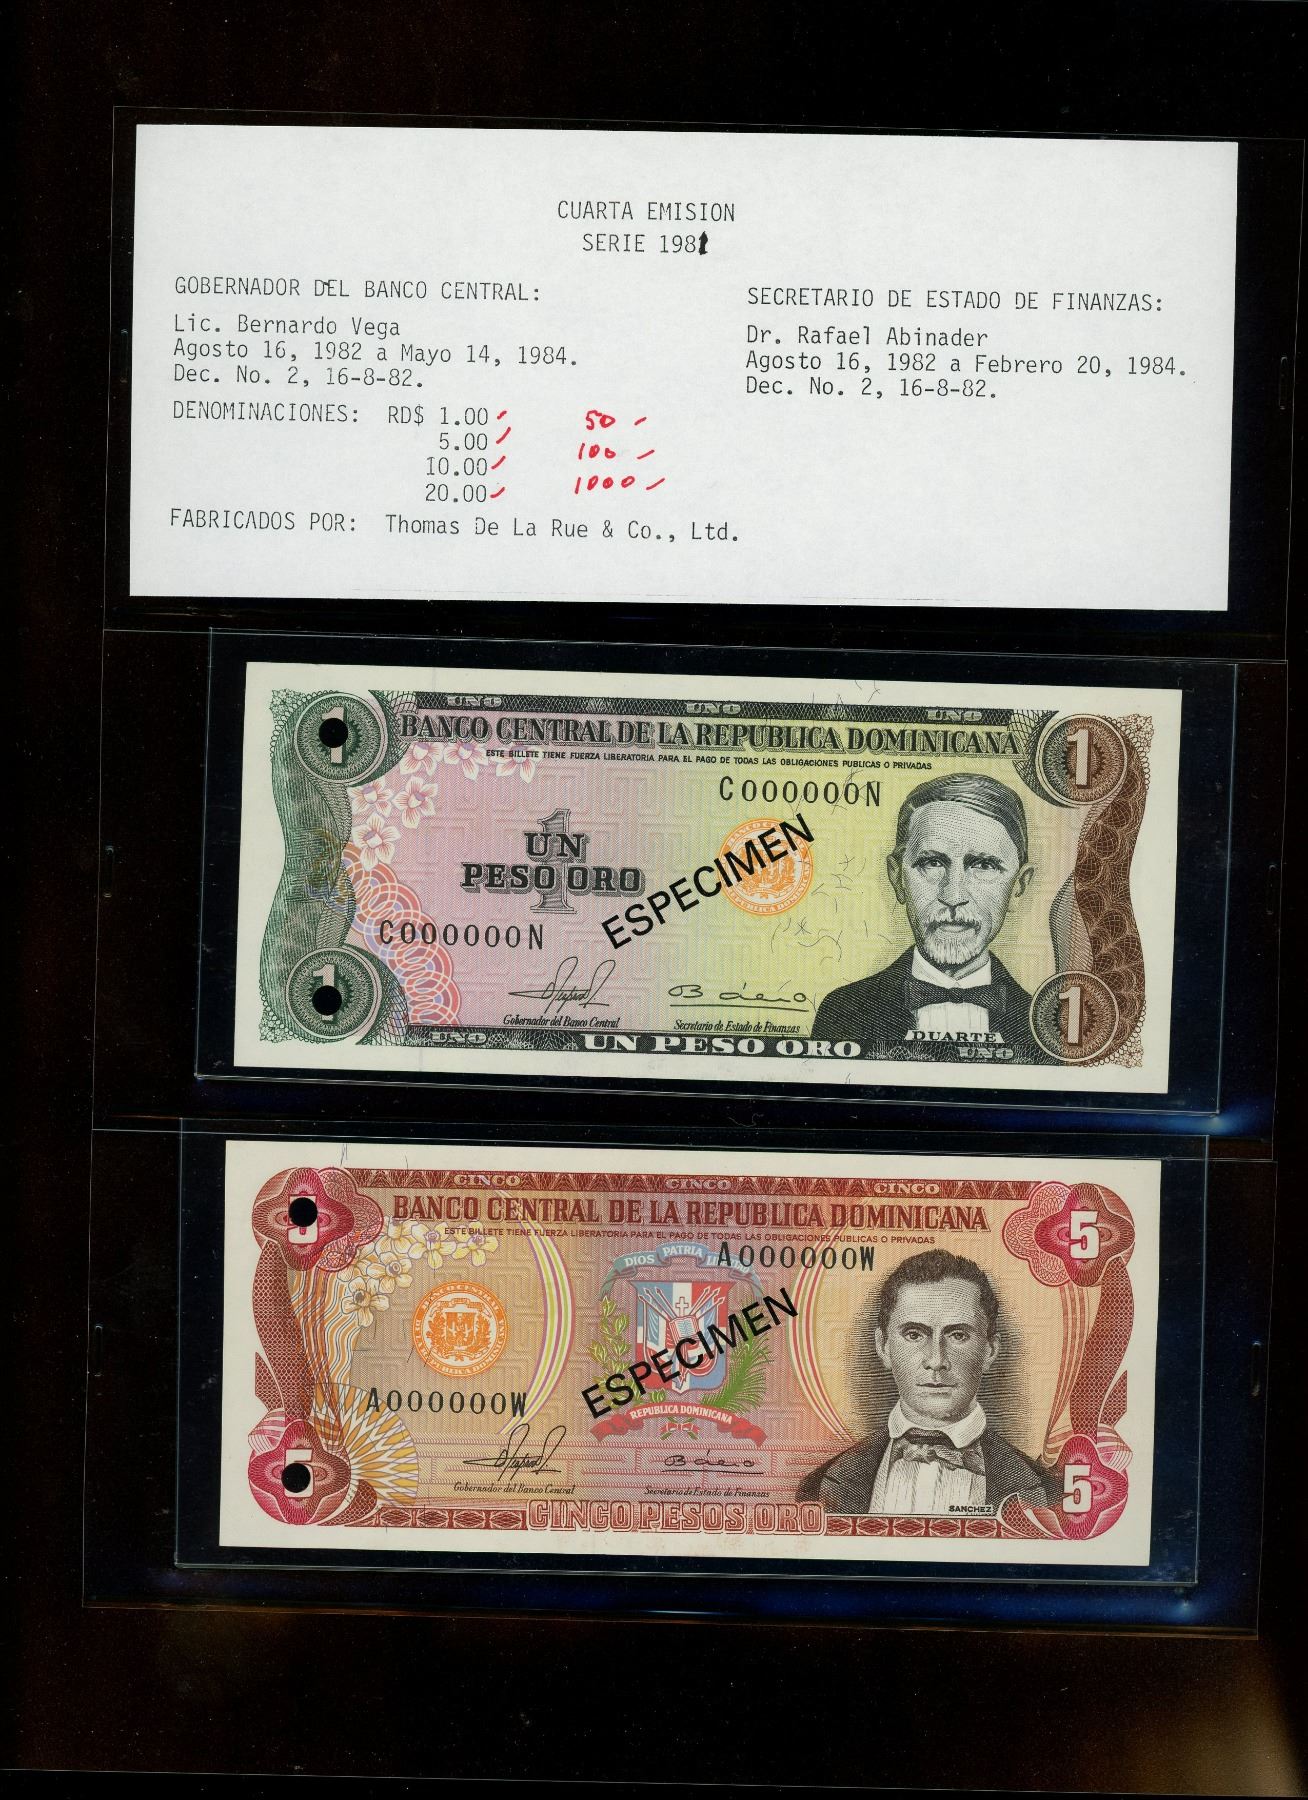 CUARTA EMISION
SERIE 1981
GOBERNADOR DEL BANCO CENTRAL:
Lic. Bernardo Vega
Agosto 16, 1982 a Mayo 14, 1984.
Dec. No. 2, 16-8-82.
SECRETARIO DE ESTADO DE FINANZAS:
Dr. Rafael Abinader
Agosto 16, 1982 a Febrero 20, 1984.
Dec. No. 2, 16-8-82.
DENOMINACIONES: RD$ 1.00 50
5.00 100
10.00 1000
20.00
FABRICADOS POR: Thomas De La Rue & Co., Ltd.
UNO UNO UNO
1 BANCO CENTRAL DE LA REPUBLICA DOMINICANA 1
ESTE BILLETE TIENE FUERZA LIBERATORIA PARA EL PAGO DE TODAS LAS OBLIGACIONES PUBLICAS O PRIVADAS
C000000N
1
UN
PESO ORO
ESPECIMEN
C000000N
Gobernador del Banco Central
Secretario de Estado de Finanzas
1 1
DUARTE
UNO UN PESO ORO UNO
CINCO CINCO CINCO
5 BANCO CENTRAL DE LA REPUBLICA DOMINICANA 5
ESTE BILLETE TIENE FUERZA LIBERATORIA PARA EL PAGO DE TODAS LAS OBLIGACIONES PUBLICAS O PRIVADAS
DIOS PATRIA
A000000W
ESPECIMEN
A000000W
REPUBLICA DOMINICANA
Gobernador del Banco Central
Secretario de Estado de Finanzas
5 5
SANCHEZ
CINCO PESOS ORO